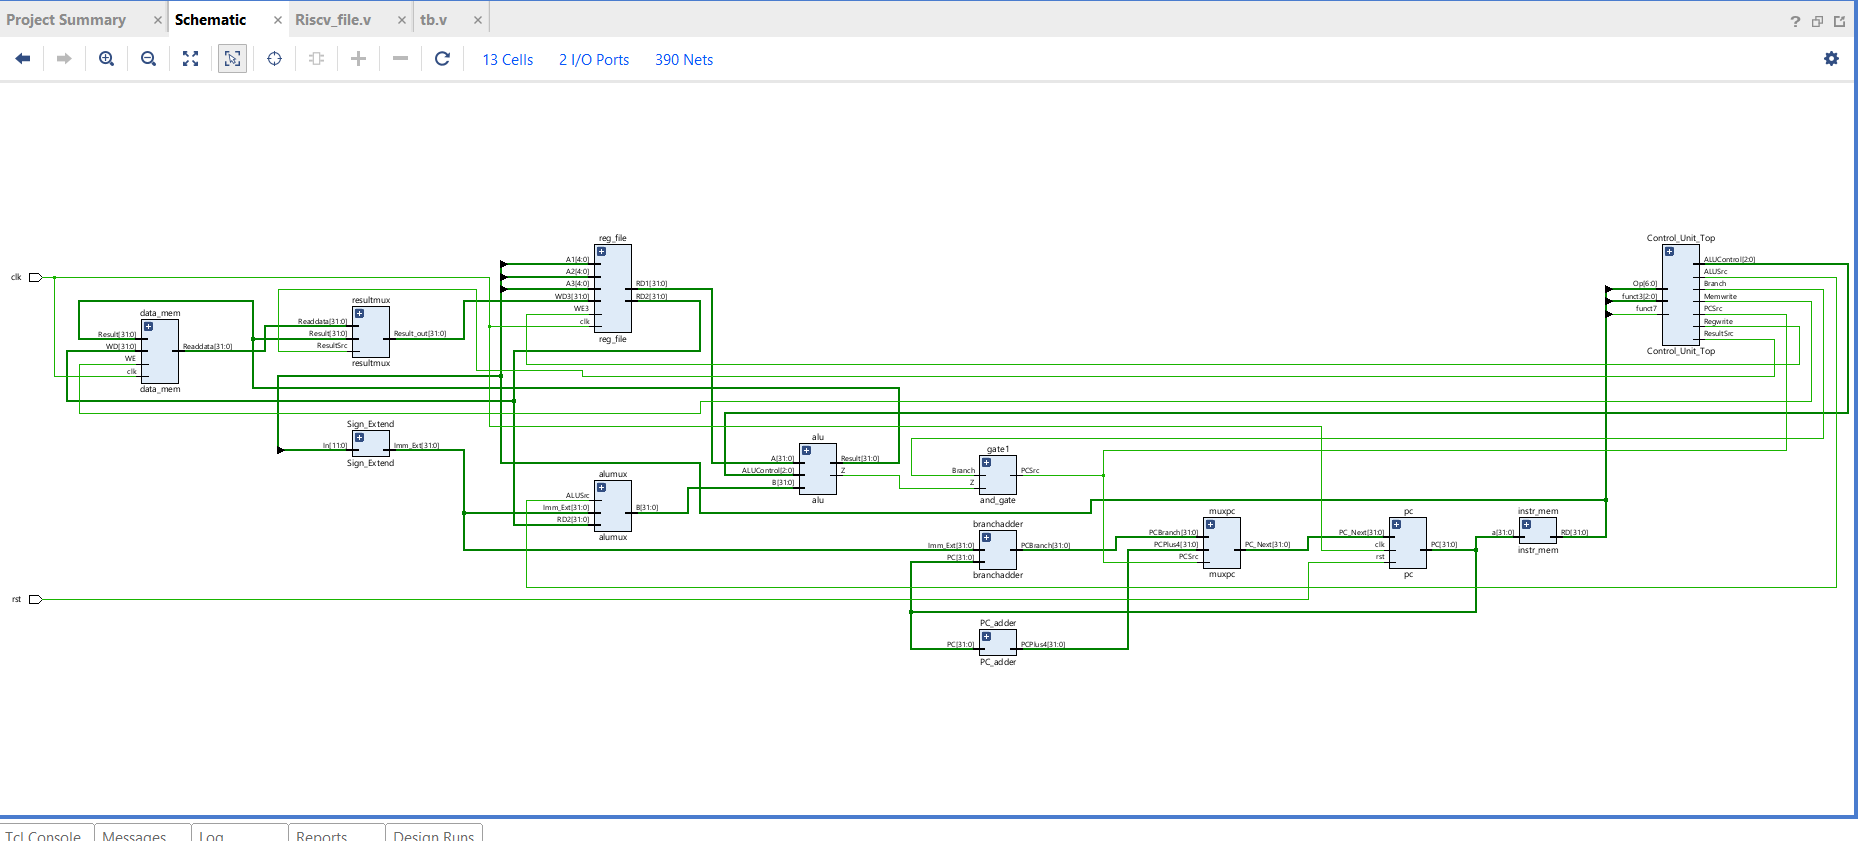 Project Summary × Schematic × Riscv_file.v × tb.v × ?
13 Cells 2 I/O Ports 390 Nets
clk
rst
data_mem
Result[31:0]
WD[31:0]
WE
clk
Readdata[31:0]
data_mem
resultmux
Readdata[31:0]
Result[31:0]
ResultSrc
Result_out[31:0]
resultmux
Sign_Extend
In[11:0]
Imm_Ext[31:0]
Sign_Extend
reg_file
A1[4:0]
A2[4:0]
A3[4:0]
WD3[31:0]
WE3
clk
RD1[31:0]
RD2[31:0]
reg_file
alumux
ALUSrc
Imm_Ext[31:0]
RD2[31:0]
B[31:0]
alumux
alu
A[31:0]
ALUControl[2:0]
B[31:0]
Result[31:0]
Z
alu
gate1
Branch
Z
PCSrc
and_gate
branchadder
Imm_Ext[31:0]
PC[31:0]
PCBranch[31:0]
branchadder
PC_adder
PC[31:0]
PCPlus4[31:0]
PC_adder
muxpc
PCBranch[31:0]
PCPlus4[31:0]
PCSrc
PC_Next[31:0]
muxpc
pc
PC_Next[31:0]
clk
rst
PC[31:0]
pc
instr_mem
a[31:0]
RD[31:0]
instr_mem
Control_Unit_Top
Op[6:0]
funct3[2:0]
funct7
ALUControl[2:0]
ALUSrc
Branch
Memwrite
PCSrc
Regwrite
ResultSrc
Control_Unit_Top
Tcl Console Messages Log Reports Design Runs